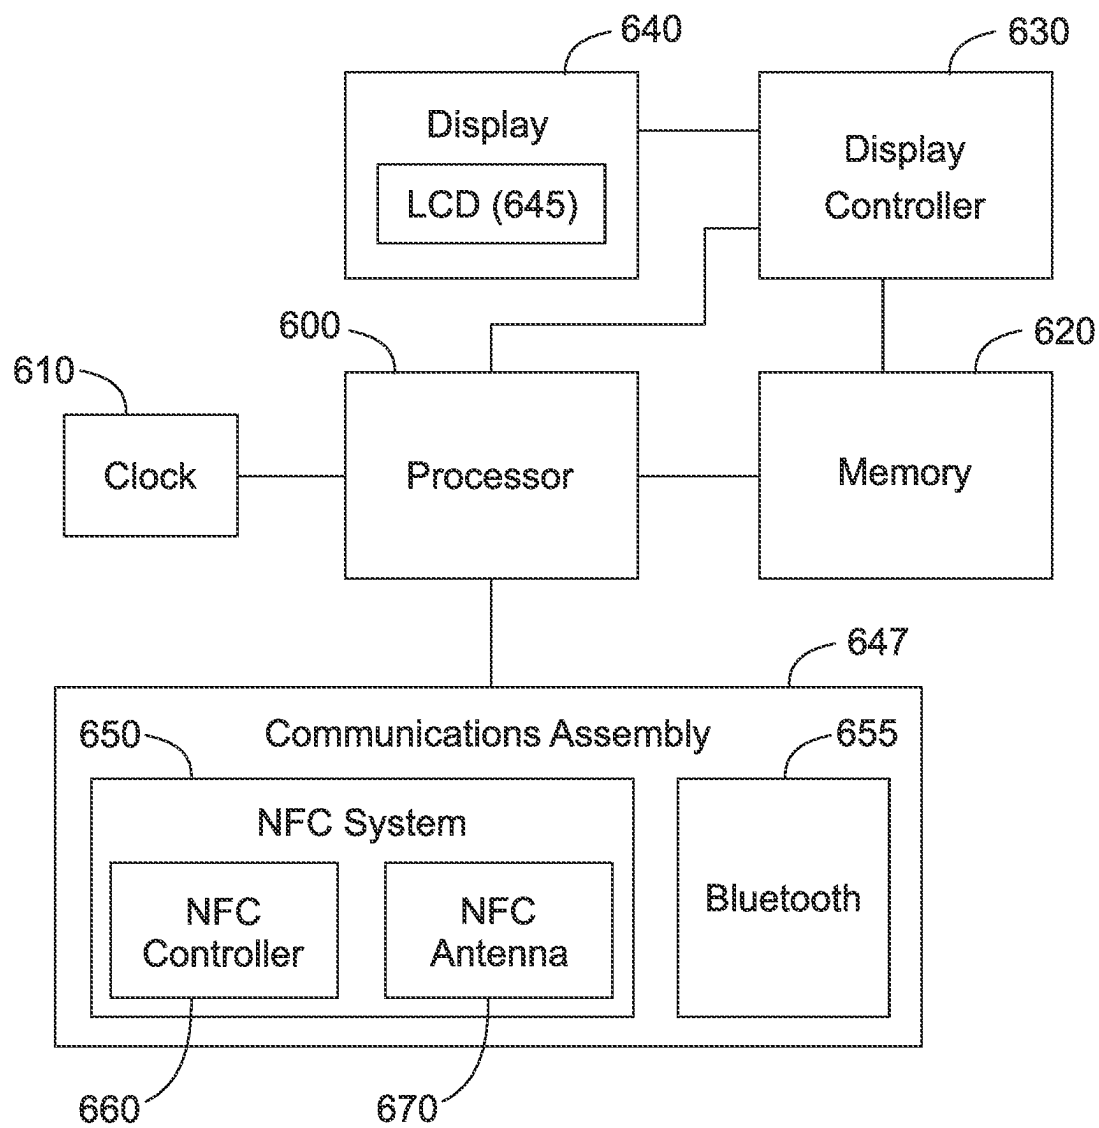 640
630
Display
LCD (645)
Display
Controller
600
620
610
Clock
Processor
Memory
647
650
Communications Assembly
655
NFC System
NFC
Controller
NFC
Antenna
Bluetooth
660
670